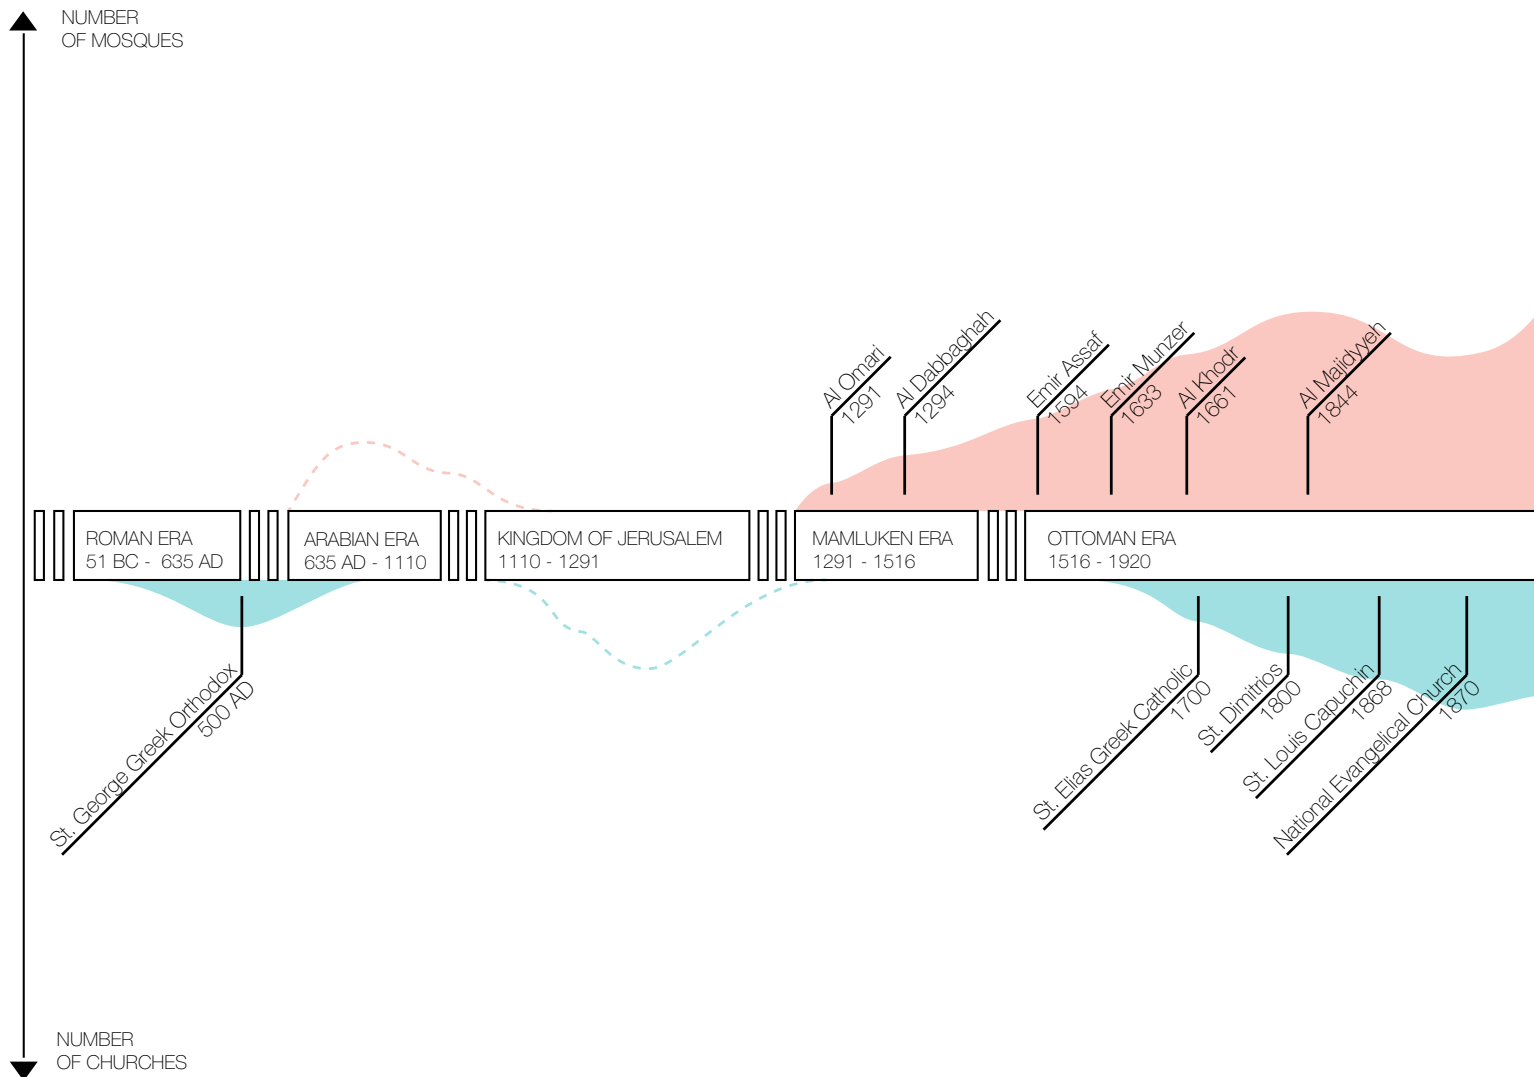 NUMBER
OF MOSQUES
Al Omari
1291
Al Dabbaghah
1294
Emir Assaf
1594
Emir Munzer
1633
Al Khodr
1661
Al Majidyyeh
1844
ROMAN ERA
51 BC - 635 AD
ARABIAN ERA
635 AD - 1110
KINGDOM OF JERUSALEM
1110 - 1291
MAMLUKEN ERA
1291 - 1516
OTTOMAN ERA
1516 - 1920
St. George Greek Orthodox
500 AD
St. Elias Greek Catholic
1700
St. Dimitrios
1800
St. Louis Capuchin
1868
National Evangelical Church
1870
NUMBER
OF CHURCHES